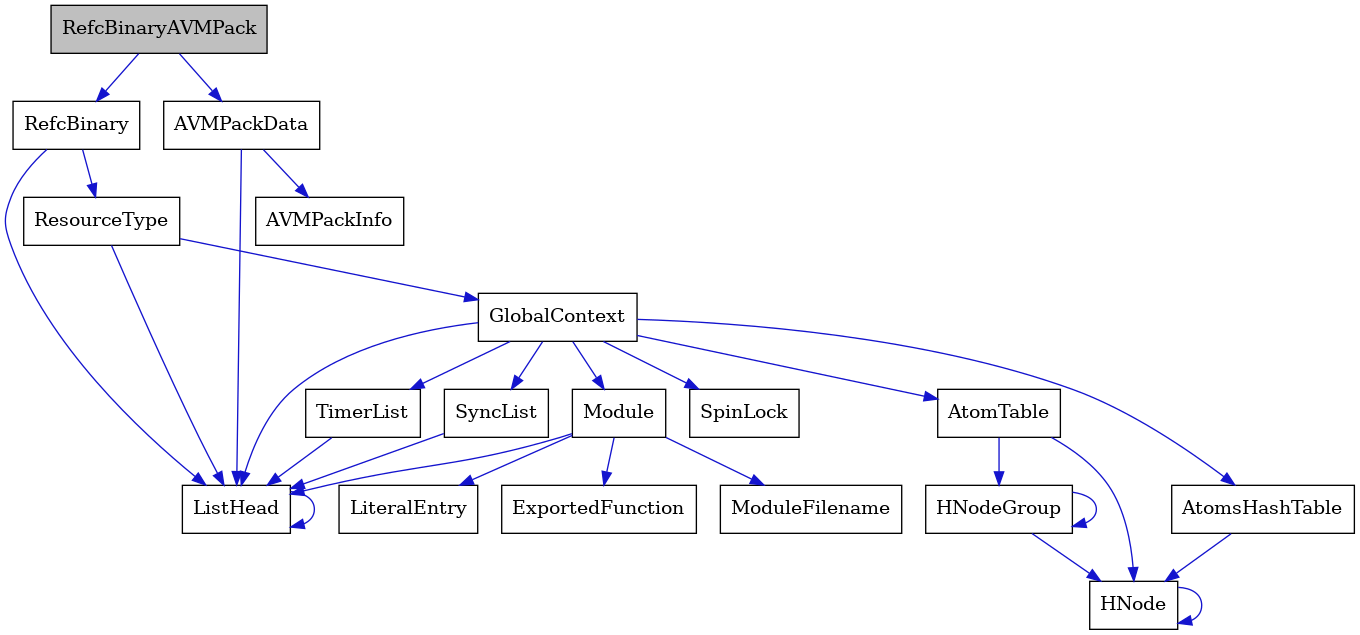 RefcBinaryAVMPack
RefcBinary
AVMPackData
ResourceType
AVMPackInfo
GlobalContext
TimerList
SyncList
Module
SpinLock
AtomTable
ListHead
LiteralEntry
ExportedFunction
ModuleFilename
HNodeGroup
AtomsHashTable
HNode